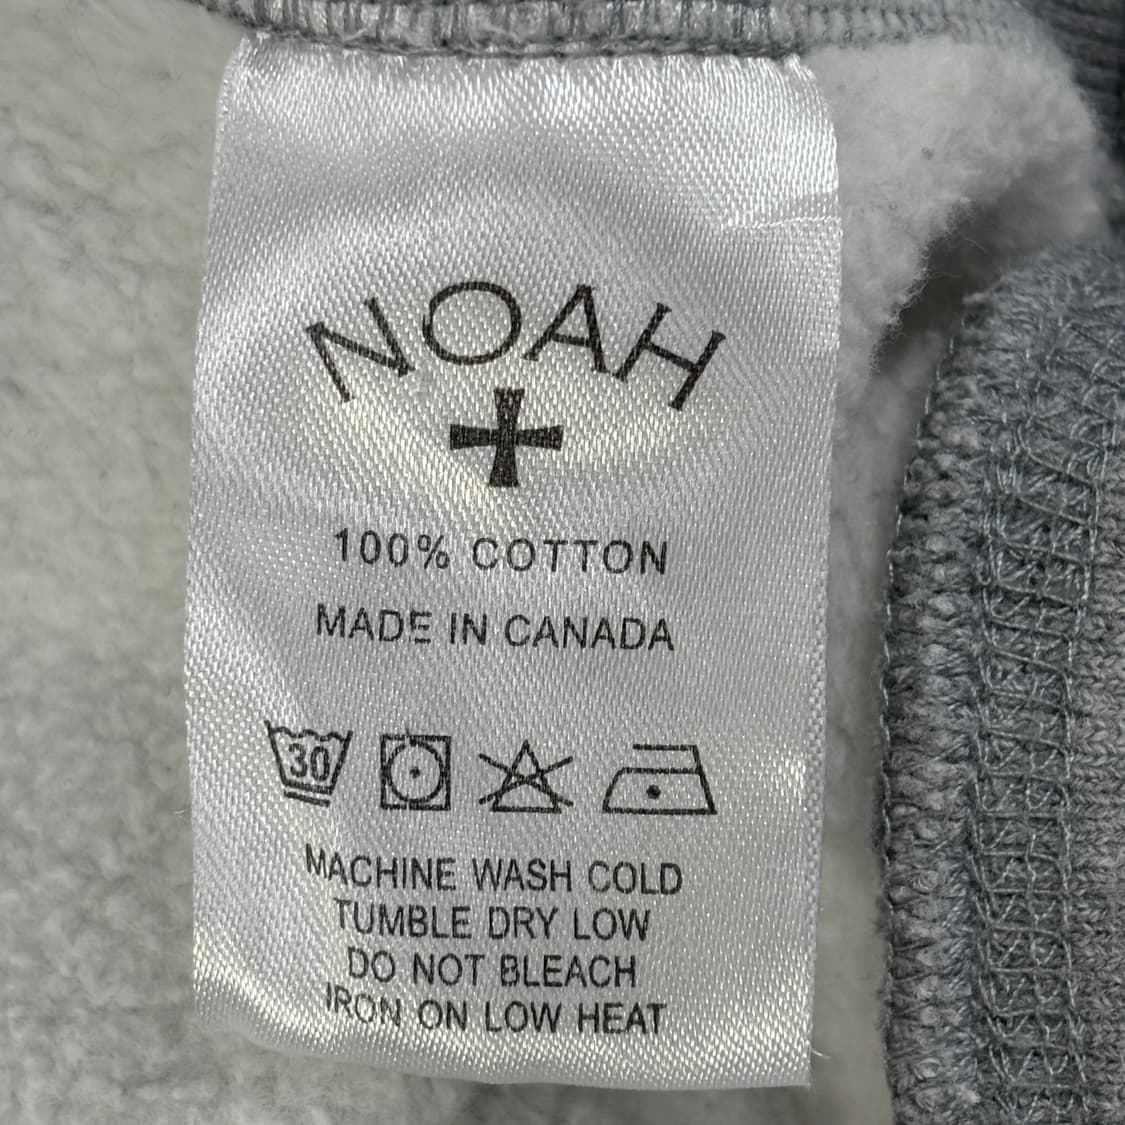 NOAH
100% COTTON
MADE IN CANADA
30
MACHINE WASH COLD
TUMBLE DRY LOW
DO NOT BLEACH
IRON ON LOW HEAT